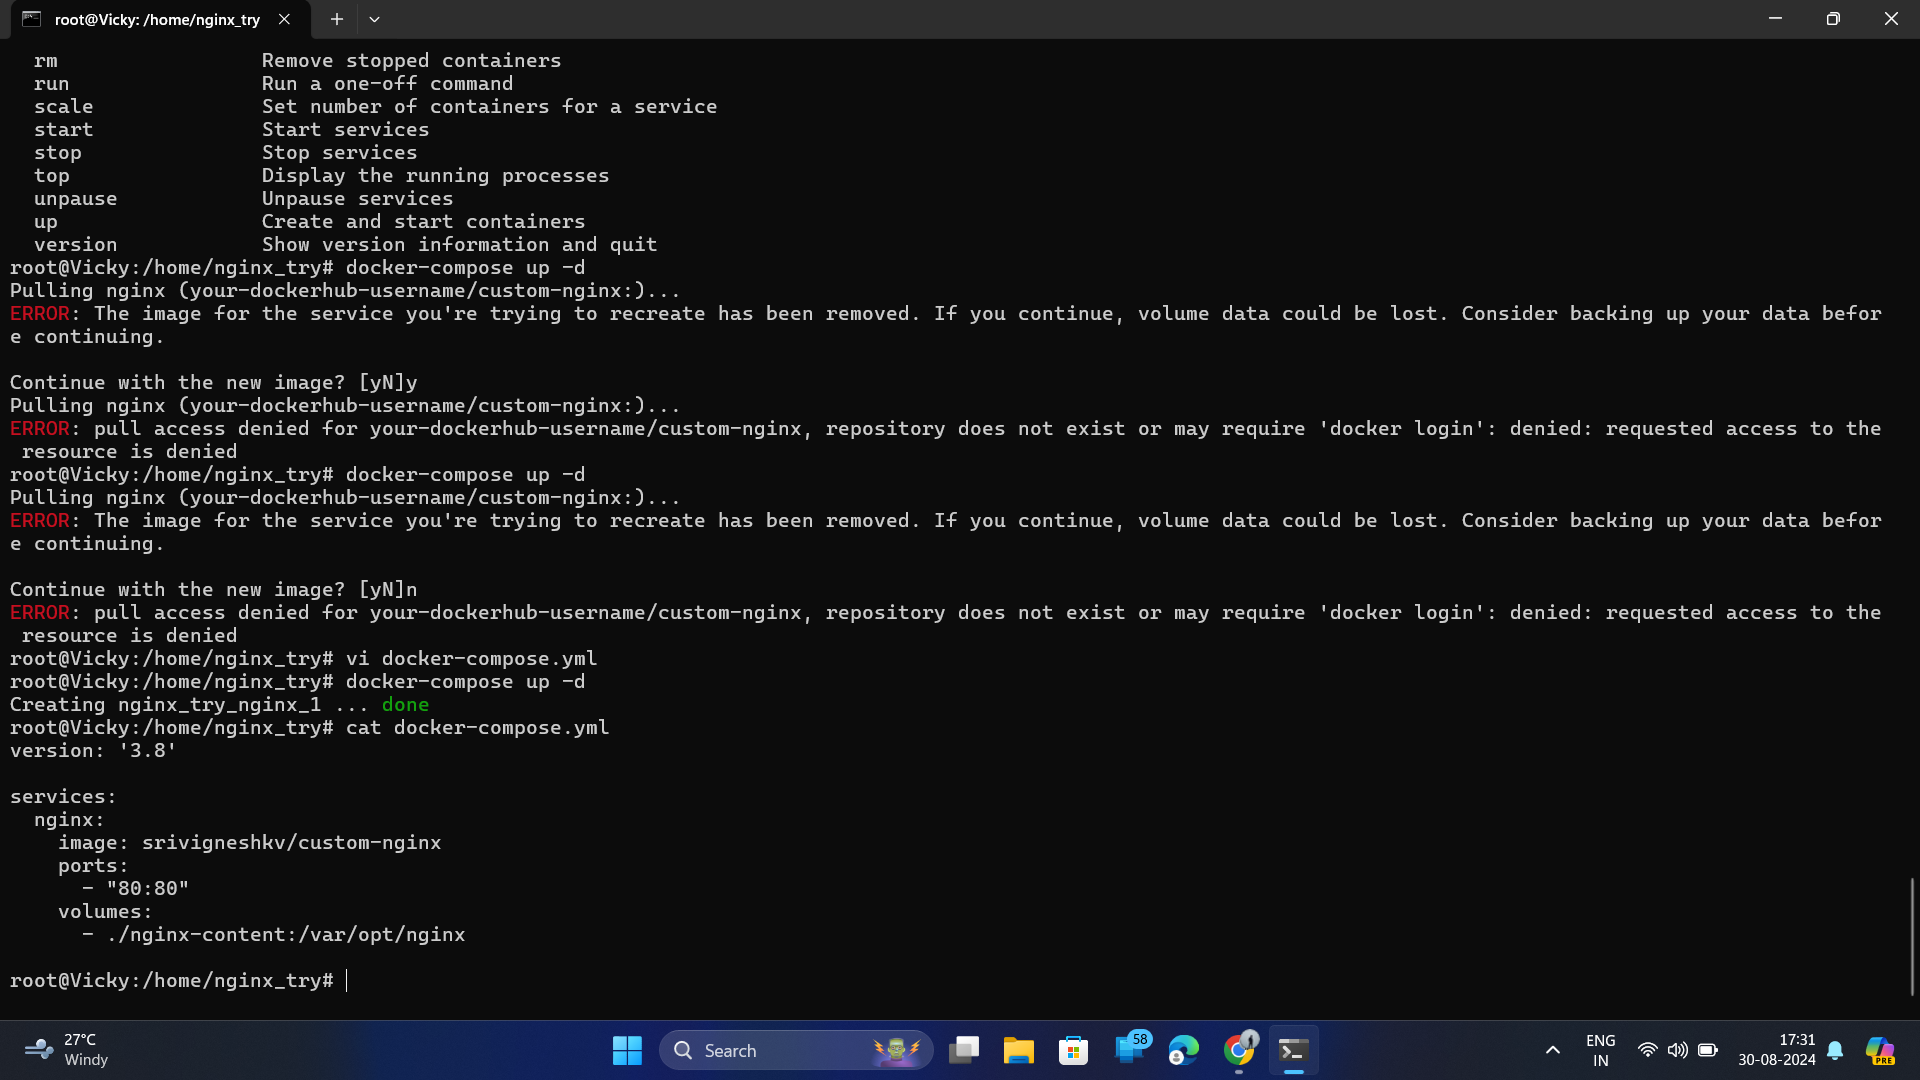 root@Vicky: /home/nginx_try
rm                 Remove stopped containers
run                Run a one-off command
scale              Set number of containers for a service
start              Start services
stop               Stop services
top                Display the running processes
unpause            Unpause services
up                 Create and start containers
version            Show version information and quit
root@Vicky:/home/nginx_try# docker-compose up -d
Pulling nginx (your-dockerhub-username/custom-nginx:)...
ERROR: The image for the service you're trying to recreate has been removed. If you continue, volume data could be lost. Consider backing up your data befor
e continuing.
Continue with the new image? [yN]y
Pulling nginx (your-dockerhub-username/custom-nginx:)...
ERROR: pull access denied for your-dockerhub-username/custom-nginx, repository does not exist or may require 'docker login': denied: requested access to the
 resource is denied
root@Vicky:/home/nginx_try# docker-compose up -d
Pulling nginx (your-dockerhub-username/custom-nginx:)...
ERROR: The image for the service you're trying to recreate has been removed. If you continue, volume data could be lost. Consider backing up your data befor
e continuing.
Continue with the new image? [yN]n
ERROR: pull access denied for your-dockerhub-username/custom-nginx, repository does not exist or may require 'docker login': denied: requested access to the
 resource is denied
root@Vicky:/home/nginx_try# vi docker-compose.yml
root@Vicky:/home/nginx_try# docker-compose up -d
Creating nginx_try_nginx_1 ... done
root@Vicky:/home/nginx_try# cat docker-compose.yml
version: '3.8'
services:
  nginx:
    image: srivigneshkv/custom-nginx
    ports:
      - "80:80"
    volumes:
      - ./nginx-content:/var/opt/nginx
root@Vicky:/home/nginx_try#
27°C
Windy
Search
58
ENG
IN
17:31
30-08-2024
PRE